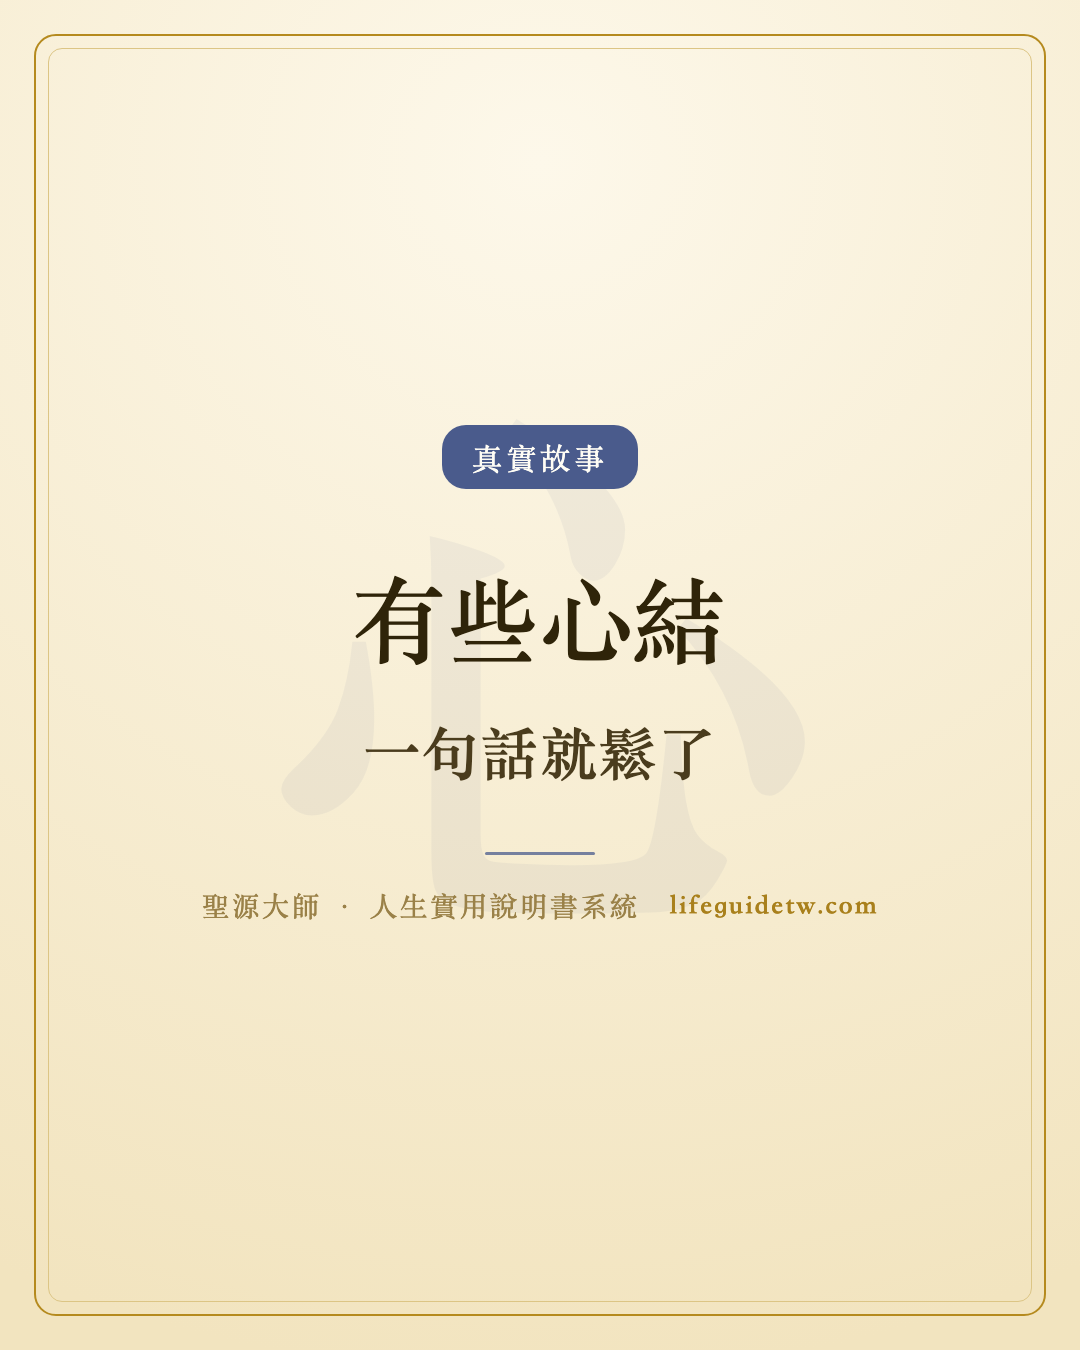 真實故事
心
有些心結
一句話就鬆了
聖源大師 · 人生實用說明書系統 lifeguidetw.com